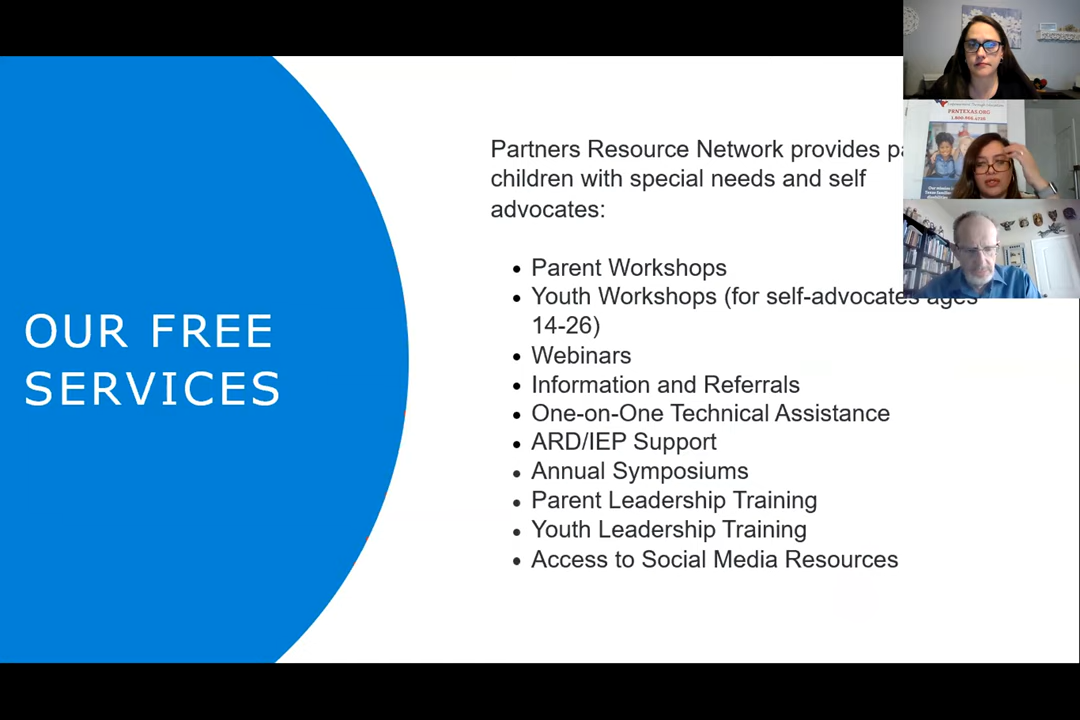 OUR FREE
SERVICES
Partners Resource Network provides
children with special needs and self
advocates:
• Parent Workshops
• Youth Workshops (for self-advocates ages
14-26)
• Webinars
• Information and Referrals
• One-on-One Technical Assistance
• ARD/IEP Support
• Annual Symposiums
• Parent Leadership Training
• Youth Leadership Training
• Access to Social Media Resources
PRNTEXAS.ORG